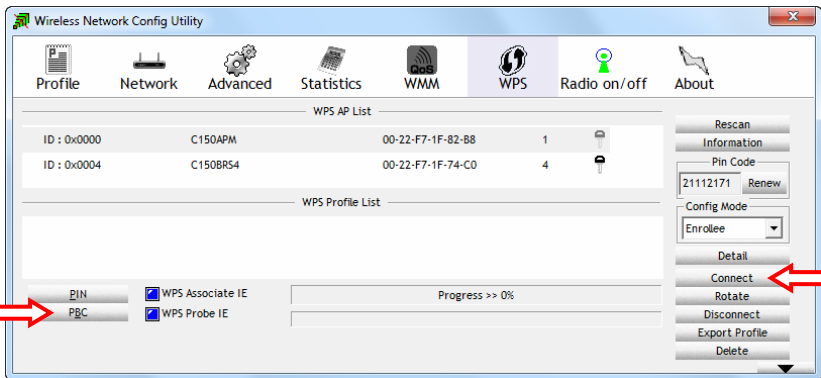 Wireless Network Config Utility
Profile Network Advanced Statistics QoS WMM WPS Radio on/off About
WPS AP List
ID : 0x0000 C150APM 00-22-F7-1F-82-B8 1
ID : 0x0004 C150BRS4 00-22-F7-1F-74-C0 4
WPS Profile List
Rescan
Information
Pin Code
21112171 Renew
Config Mode
Enrollee
Detail
Connect
Rotate
Disconnect
Export Profile
Delete
PIN WPS Associate IE Progress >> 0%
PBC WPS Probe IE